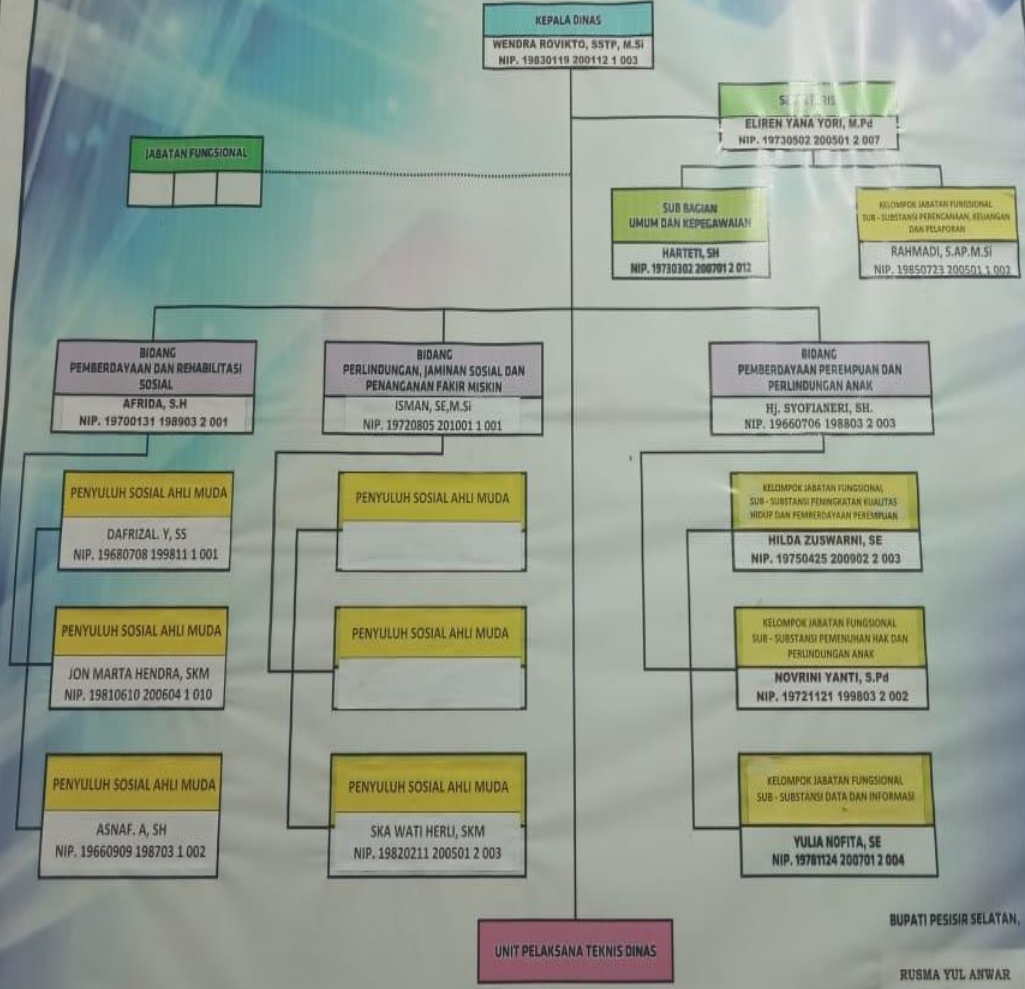 KEPALA DINAS
WENDRA ROVIKTO, SSTP, M.Si
NIP. 19830119 200112 1 003
ELIREN YANA YORI, M.Pd
NIP. 19730502 200501 2 007
JABATAN FUNGSIONAL
SUB BAGIAN
UMUM DAN KEPEGAWAIAN
HARTETI, SH
NIP. 19730302 200701 2 012
KELOMPOK JABATAN FUNGSIONAL
SUB - SUBSTANSI PERENCANAAN, KEUANGAN
DAN PELAPORAN
RAHMADI, S.AP.M.Si
NIP. 19850723 200501 1 002
BIDANG
PEMBERDAYAAN DAN REHABILITASI
SOSIAL
AFRIDA, S.H
NIP. 19700131 198903 2 001
BIDANG
PERLINDUNGAN, JAMINAN SOSIAL DAN
PENANGANAN FAKIR MISKIN
ISMAN, SE,M.Si
NIP. 19720805 201001 1 001
BIDANG
PEMBERDAYAAN PEREMPUAN DAN
PERLINDUNGAN ANAK
Hj. SYOFIANERI, SH.
NIP. 19660706 198803 2 003
PENYULUH SOSIAL AHLI MUDA
DAFRIZAL. Y, SS
NIP. 19680708 199811 1 001
PENYULUH SOSIAL AHLI MUDA
KELOMPOK JABATAN FUNGSIONAL
SUB - SUBSTANSI PENINGKATAN KUALITAS
HIDUP DAN PEMBERDAYAAN PEREMPUAN
HILDA ZUSWARNI, SE
NIP. 19750425 200902 2 003
PENYULUH SOSIAL AHLI MUDA
JON MARTA HENDRA, SKM
NIP. 19810610 200604 1 010
PENYULUH SOSIAL AHLI MUDA
KELOMPOK JABATAN FUNGSIONAL
SUB - SUBSTANSI PEMENUHAN HAK DAN
PERLINDUNGAN ANAK
NOVRINI YANTI, S.Pd
NIP. 19721121 199803 2 002
PENYULUH SOSIAL AHLI MUDA
ASNAF. A, SH
NIP. 19660909 198703 1 002
PENYULUH SOSIAL AHLI MUDA
SKA WATI HERLI, SKM
NIP. 19820211 200501 2 003
KELOMPOK JABATAN FUNGSIONAL
SUB - SUBSTANSI DATA DAN INFORMASI
YULIA NOFITA, SE
NIP. 19781124 200701 2 004
UNIT PELAKSANA TEKNIS DINAS
BUPATI PESISIR SELATAN,
RUSMA YUL ANWAR